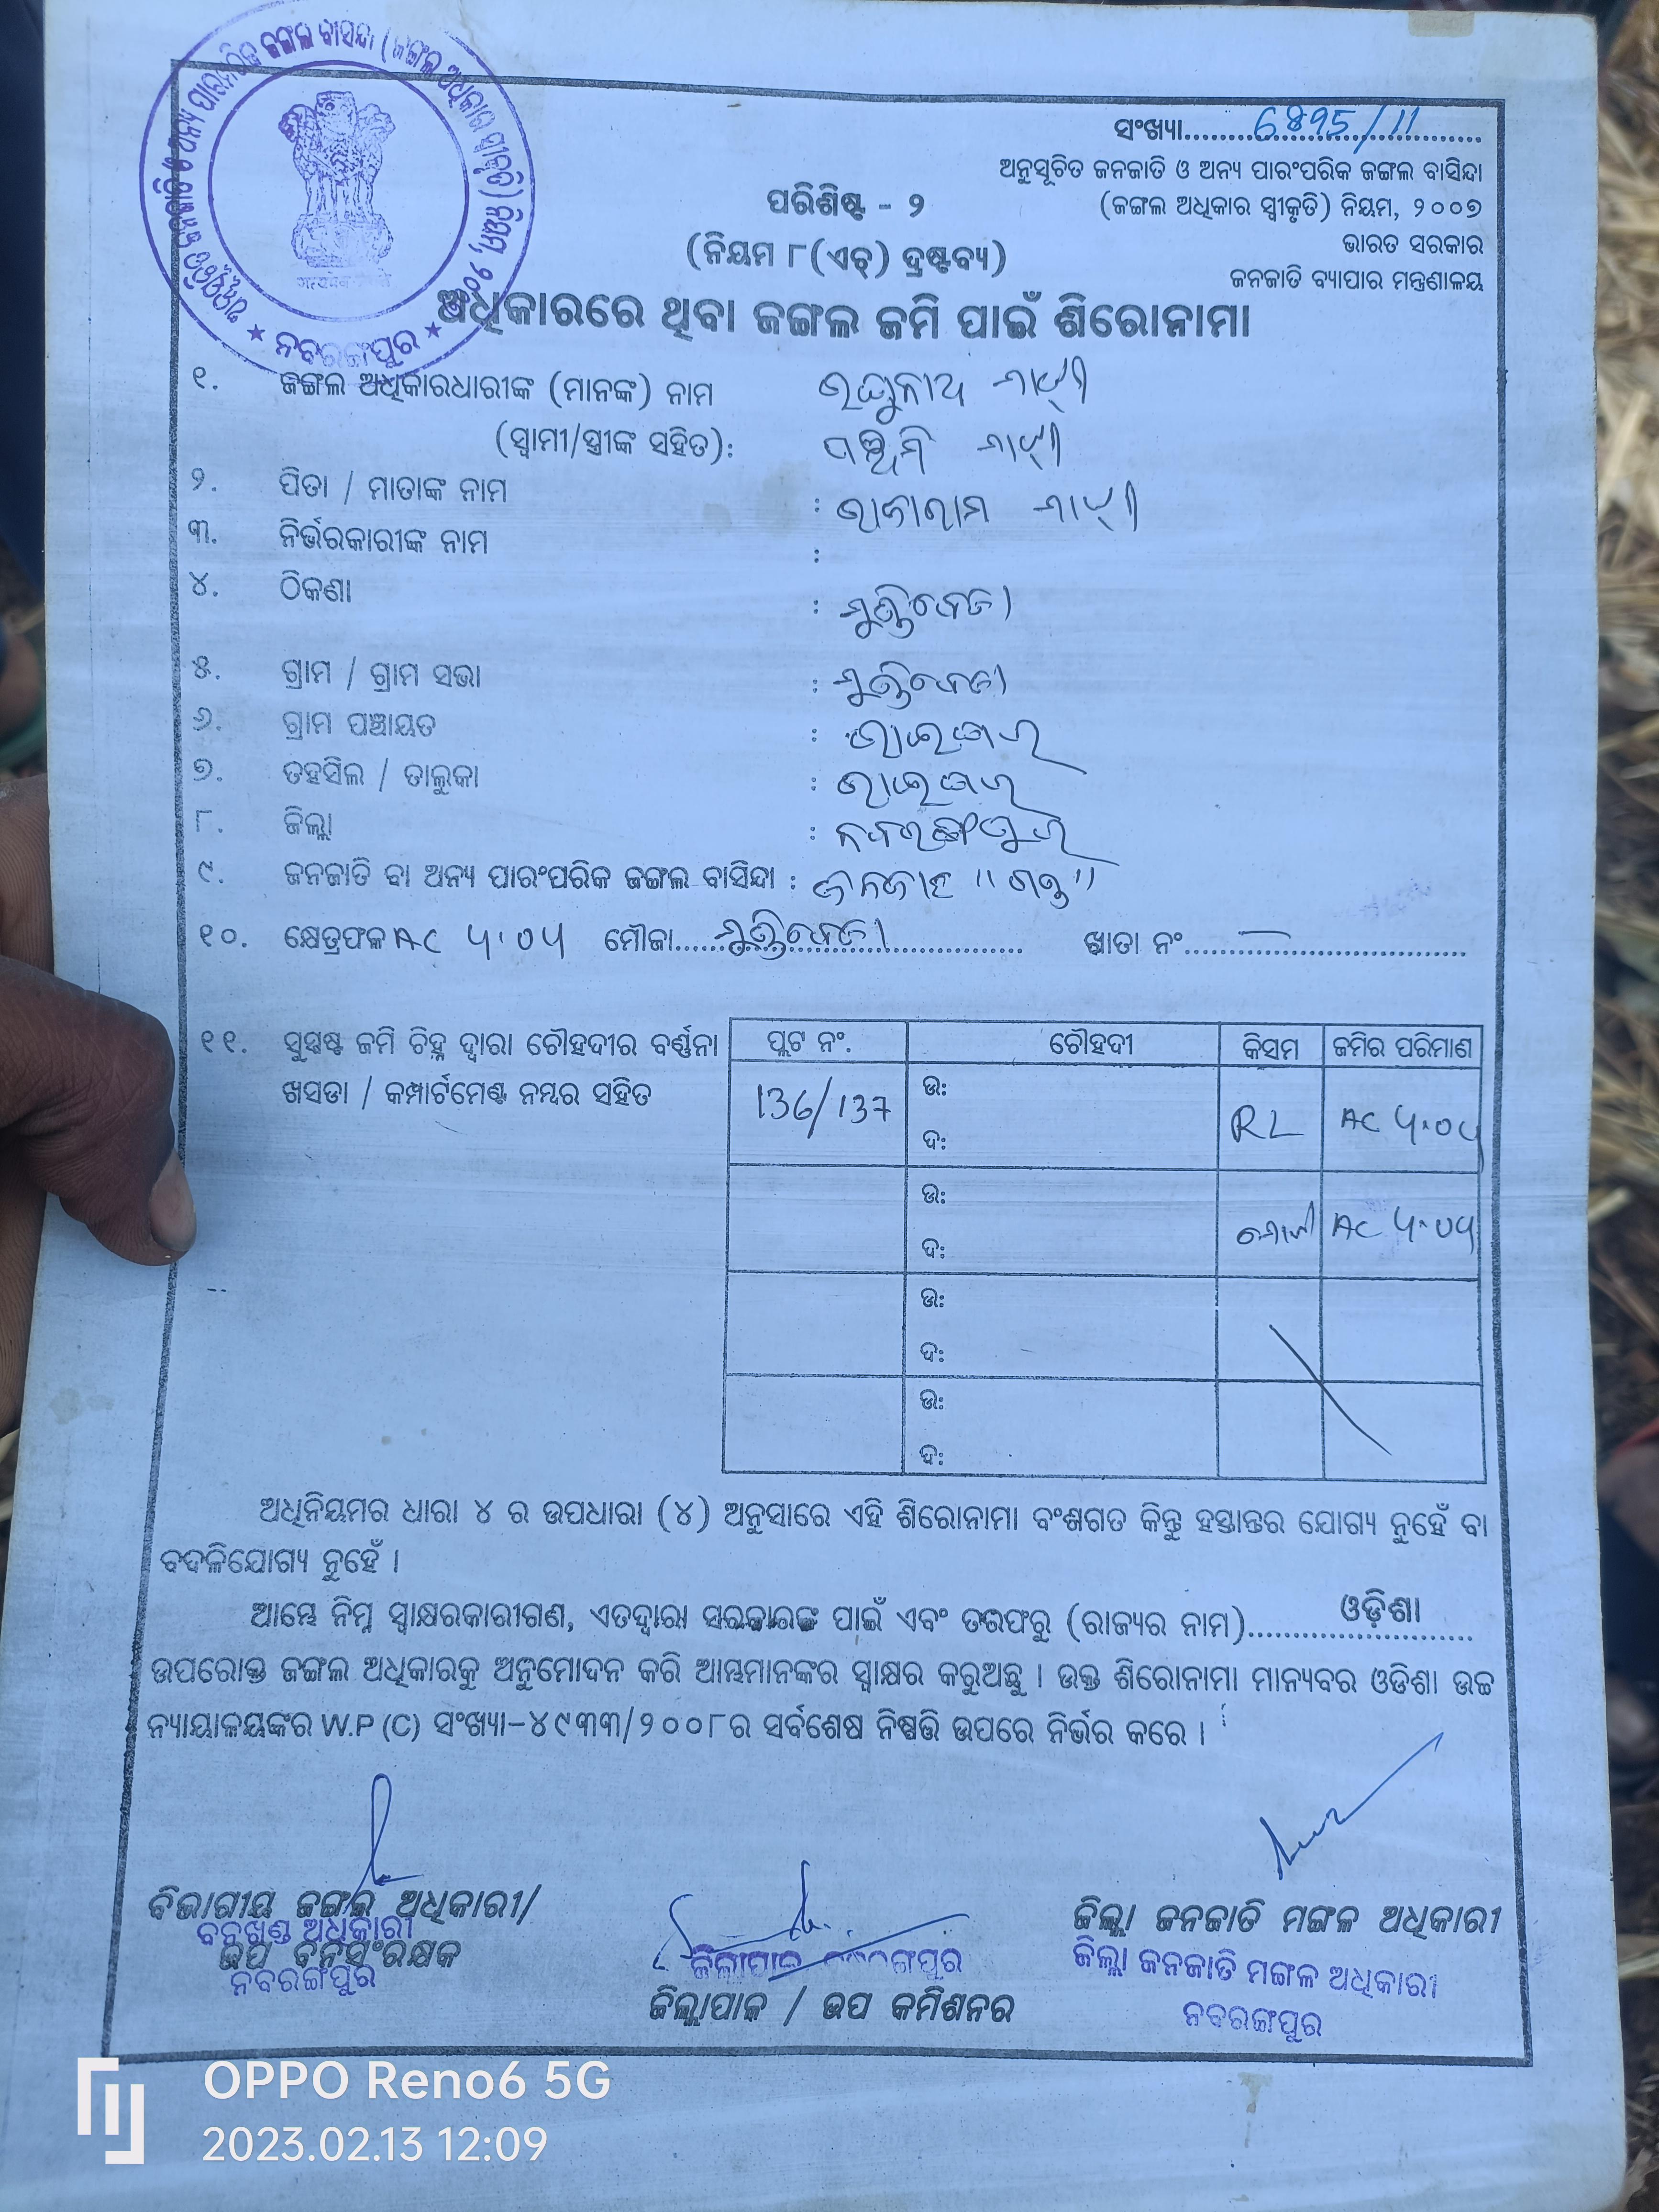 ସଂଖ୍ୟା........6895/11........
ଅନୁସୂଚିତ ଜନଜାତି ଓ ଅନ୍ୟ ପାରଂପରିକ ଜଙ୍ଗଲ ବାସିନ୍ଦା
(ଜଙ୍ଗଲ ଅଧିକାର ସ୍ୱୀକୃତି) ନିୟମ, ୨୦୦୭
ଭାରତ ସରକାର
ଜନଜାତି ବ୍ୟାପାର ମନ୍ତ୍ରଣାଳୟ
ପରିଶିଷ୍ଟ - ୨
(ନିୟମ ୮(ଏଚ୍) ଦ୍ରଷ୍ଟବ୍ୟ)
ନବରଙ୍ଗପୁର
ଅଧିକାରରେ ଥିବା ଜଙ୍ଗଲ ଜମି ପାଇଁ ଶିରୋନାମା
୧. ଜଙ୍ଗଲ ଅଧିକାରଧାରୀଙ୍କ (ମାନଙ୍କ) ନାମ ରଘୁନାଥ ମାଝୀ
(ସ୍ୱାମୀ/ସ୍ତ୍ରୀଙ୍କ ସହିତ): ମାଝୀ
୨. ପିତା / ମାତାଙ୍କ ନାମ : ରାଜାରାମ ମାଝୀ
୩. ନିର୍ଭରକାରୀଙ୍କ ନାମ :
୪. ଠିକଣା :
୫. ଗ୍ରାମ / ଗ୍ରାମ ସଭା :
୬. ଗ୍ରାମ ପଞ୍ଚାୟତ : ରାଇଘର
୭. ତହସିଲ / ତାଲୁକା : ରାଇଘର
୮. ଜିଲ୍ଲା : ନବରଙ୍ଗପୁର
୯. ଜନଜାତି ବା ଅନ୍ୟ ପାରଂପରିକ ଜଙ୍ଗଲ ବାସିନ୍ଦା : ଜନଜାତି "ଗଣ୍ଡ"
୧୦. କ୍ଷେତ୍ରଫଳ AC ୫.୦୫ ମୌଜା........ ଖାତା ନଂ........
୧୧. ସୁସ୍ପଷ୍ଟ ଜମି ଚିହ୍ନ ଦ୍ୱାରା ଚୌହଦୀର ବର୍ଣ୍ଣନା
ଖସଡା / କମ୍ପାର୍ଟମେଣ୍ଟ ନମ୍ବର ସହିତ
ପ୍ଲଟ ନଂ. ଚୌହଦୀ କିସମ ଜମିର ପରିମାଣ
136/137 ଉ: RL AC ୫.୦୫
ଦ:
ଉ: AC ୫.୦୫
ଦ:
ଉ:
ଦ:
ଉ:
ଦ:
ଅଧିନିୟମର ଧାରା ୪ ର ଉପଧାରା (୪) ଅନୁସାରେ ଏହି ଶିରୋନାମା ବଂଶଗତ କିନ୍ତୁ ହସ୍ତାନ୍ତର ଯୋଗ୍ୟ ନୁହେଁ ବା
ବଦଳିଯୋଗ୍ୟ ନୁହେଁ ।
ଆମ୍ଭେ ନିମ୍ନ ସ୍ୱାକ୍ଷରକାରୀଗଣ, ଏତଦ୍ୱାରା ସରକାରଙ୍କ ପାଇଁ ଏବଂ ତରଫରୁ (ରାଜ୍ୟର ନାମ)........ଓଡ଼ିଶା........
ଉପରୋକ୍ତ ଜଙ୍ଗଲ ଅଧିକାରକୁ ଅନୁମୋଦନ କରି ଆମ୍ଭମାନଙ୍କର ସ୍ୱାକ୍ଷର କରୁଅଛୁ । ଉକ୍ତ ଶିରୋନାମା ମାନ୍ୟବର ଓଡିଶା ଉଚ୍ଚ
ନ୍ୟାୟାଳୟଙ୍କର W.P (C) ସଂଖ୍ୟା-୪୯୩୩/୨୦୦୮ର ସର୍ବଶେଷ ନିଷ୍ପତ୍ତି ଉପରେ ନିର୍ଭର କରେ ।
ବିଭାଗୀୟ ଜଙ୍ଗଲ ଅଧିକାରୀ/
ବନଖଣ୍ଡ ଅଧିକାରୀ
ଉପ ବନସଂରକ୍ଷକ
ନବରଙ୍ଗପୁର
ଜିଲ୍ଲାପାଳ ନବରଙ୍ଗପୁର
ଜିଲ୍ଲାପାଳ / ଉପ କମିଶନର
ଜିଲ୍ଲା ଜନଜାତି ମଙ୍ଗଳ ଅଧିକାରୀ
ଜିଲ୍ଲା ଜନଜାତି ମଙ୍ଗଳ ଅଧିକାରୀ
ନବରଙ୍ଗପୁର
OPPO Reno6 5G
2023.02.13 12:09